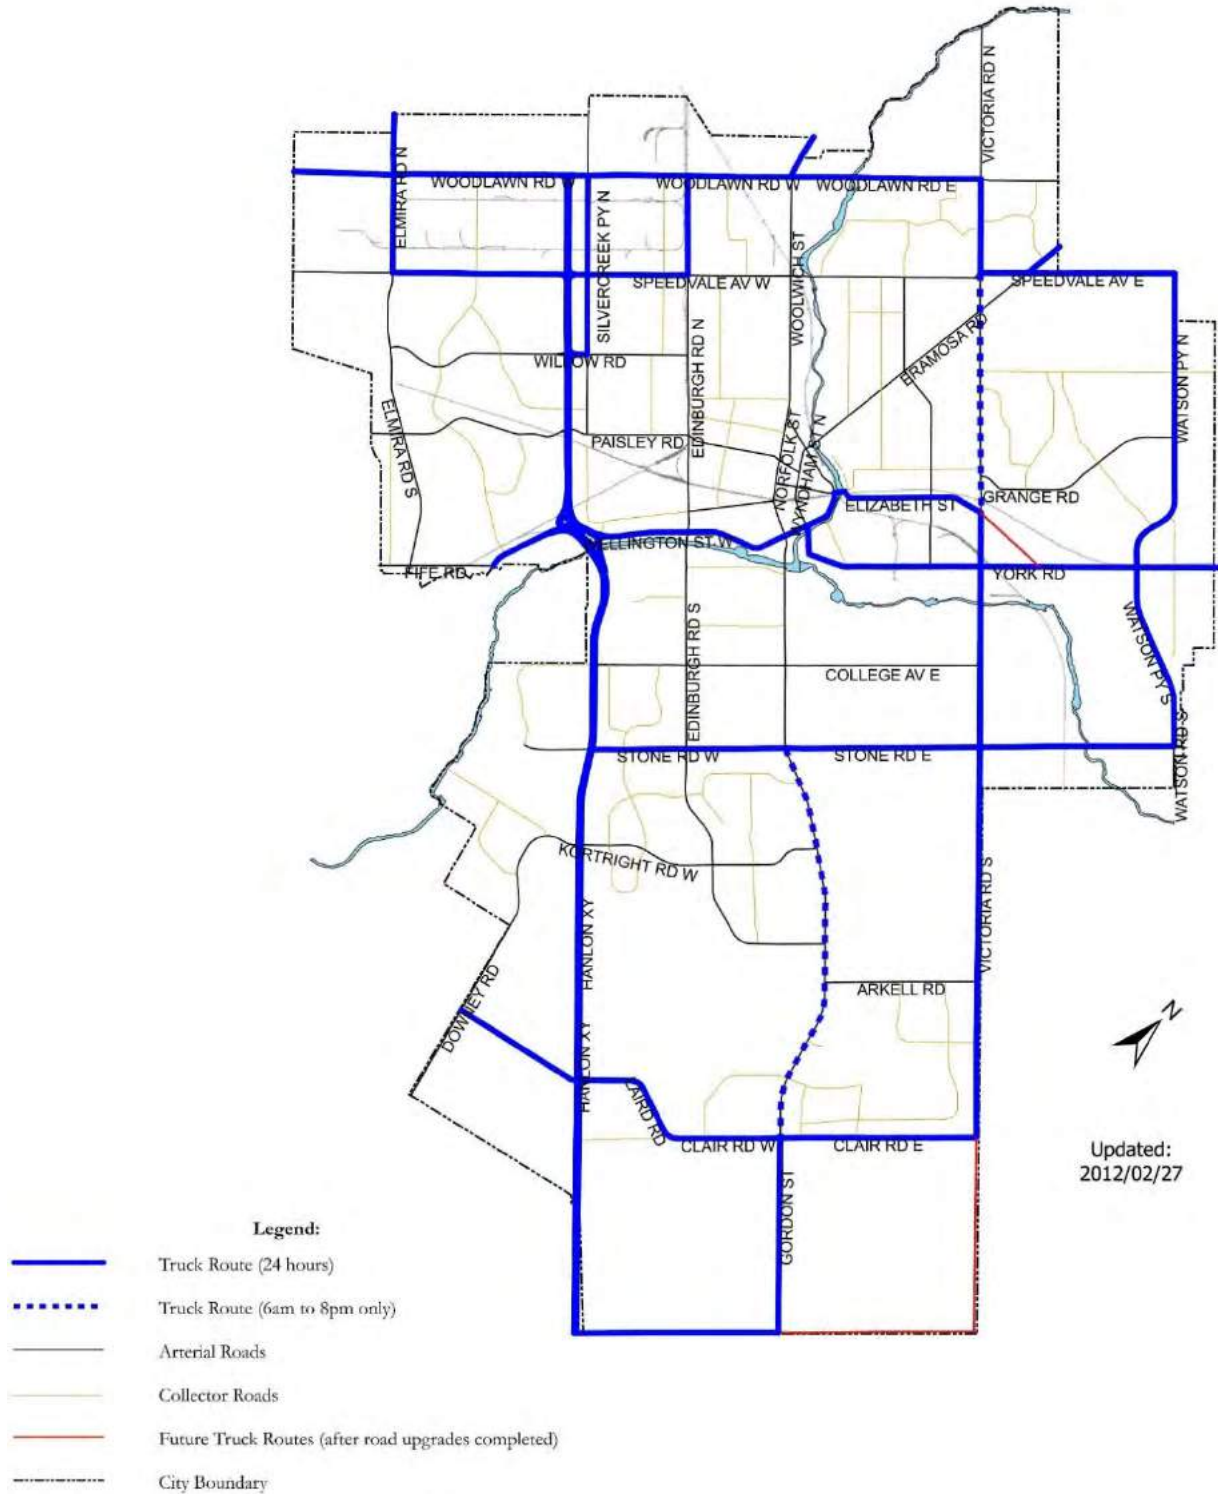 VICTORIA RD N
ELMIRA RD N
WOODLAWN RD W
WOODLAWN RD W
WOODLAWN RD E
SILVERCREEK PY N
WOOLWICH ST
SPEEDVALE AV W
SPEEDVALE AV E
EDINBURGH RD N
ERAMOSA RD
WATSON PY N
WILLOW RD
ELMIRA RD S
PAISLEY RD
NORFOLK ST
WYNDHAM ST N
ELIZABETH ST
GRANGE RD
WELLINGTON ST W
FIFE RD
YORK RD
WATSON PY S
EDINBURGH RD S
COLLEGE AV E
STONE RD W
STONE RD E
WATSON RD S
KORTRIGHT RD W
VICTORIA RD S
HANLON XY
ARKELL RD
DOWNEY RD
HANLON XY
LAIRD RD
CLAIR RD W
CLAIR RD E
GORDON ST
N
Updated:
2012/02/27
Legend:
Truck Route (24 hours)
Truck Route (6am to 8pm only)
Arterial Roads
Collector Roads
Future Truck Routes (after road upgrades completed)
City Boundary